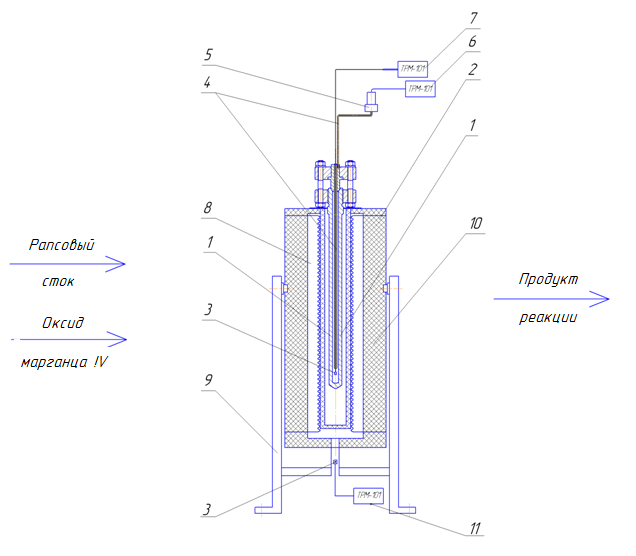 7
ТРМ-101
6
5
ТРМ-101
2
4
1
8
10
Рапсовый
сток
1
Продукт
реакции
Оксид
марганца IV
3
9
3
ТРМ-101
11